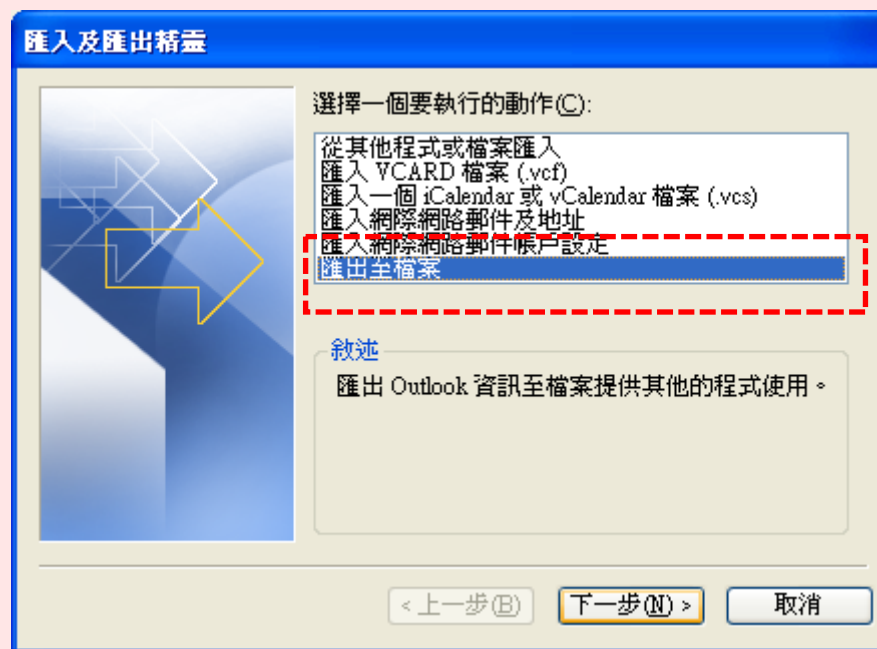 匯入及匯出精靈
選擇一個要執行的動作(C):
從其他程式或檔案匯入
匯入 VCARD 檔案 (.vcf)
匯入一個 iCalendar 或 vCalendar 檔案 (.vcs)
匯入網際網路郵件及地址
匯入網際網路郵件帳戶設定
匯出至檔案
敘述
匯出 Outlook 資訊至檔案提供其他的程式使用。
< 上一步(B)
下一步(N) >
取消